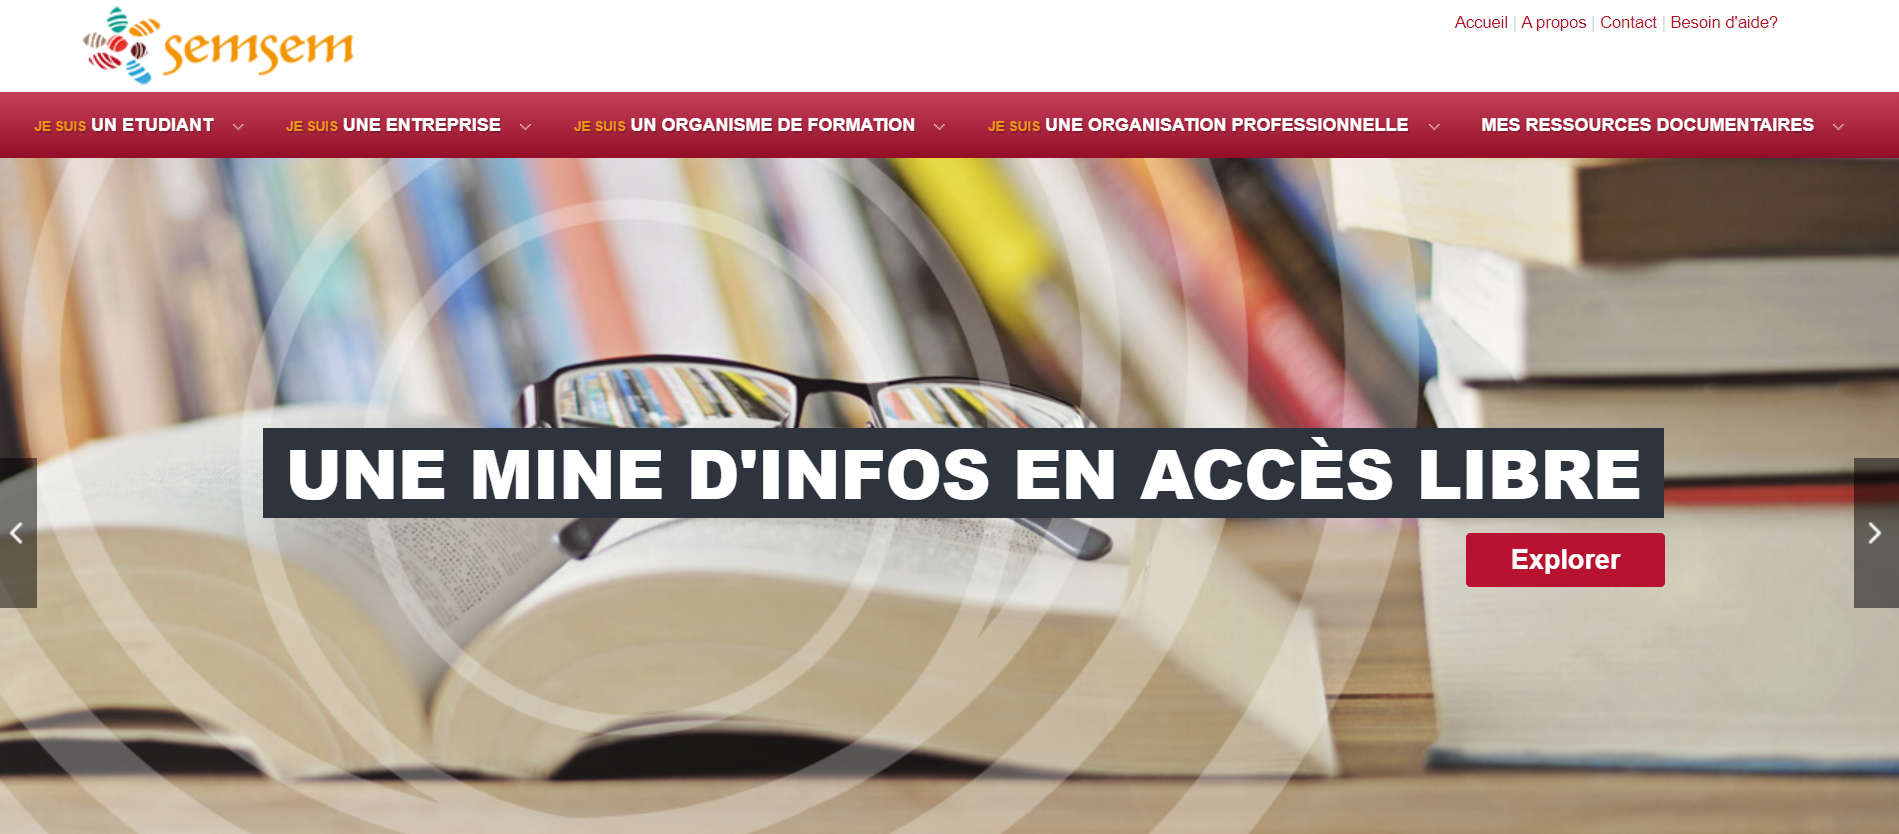 semsem
Accueil | A propos | Contact | Besoin d'aide?
JE SUIS UN ETUDIANT JE SUIS UNE ENTREPRISE JE SUIS UN ORGANISME DE FORMATION JE SUIS UNE ORGANISATION PROFESSIONNELLE MES RESSOURCES DOCUMENTAIRES
UNE MINE D'INFOS EN ACCÈS LIBRE
Explorer